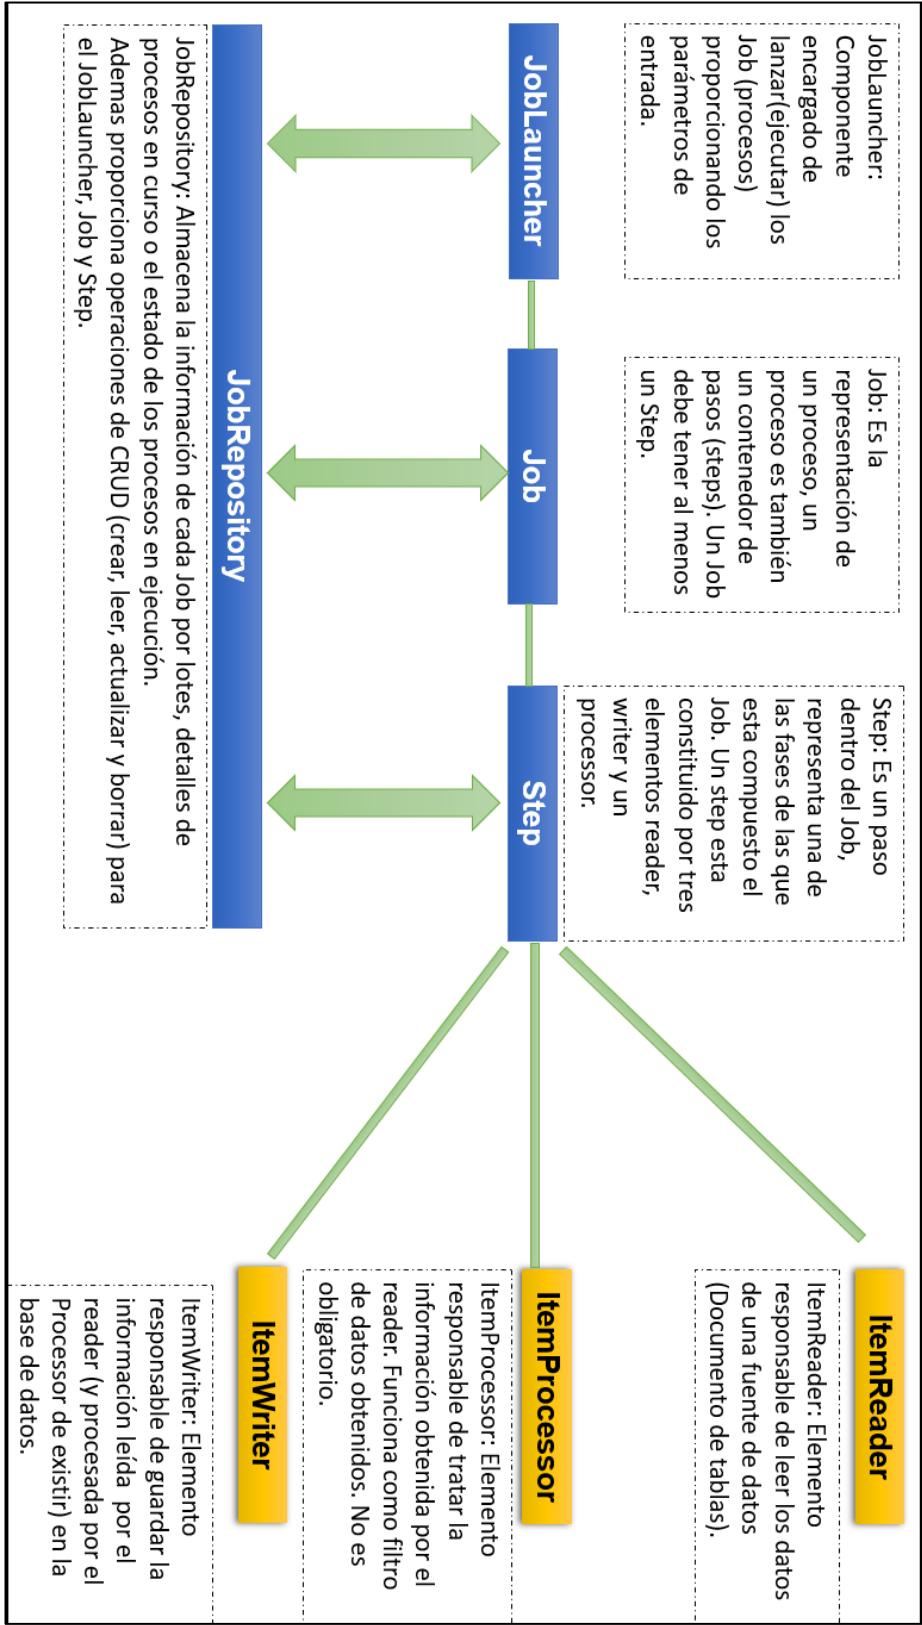 JobLauncher:
Componente
encargado de
lanzar(ejecutar) los
Job (procesos)
proporcionando los
parámetros de
entrada.
Job: Es la
representación de
un proceso, un
proceso es también
un contenedor de
pasos (steps). Un Job
debe tener al menos
un Step.
Step: Es un paso
dentro del Job,
representa una de
las fases de las que
esta compuesto el
Job. Un step esta
constituido por tres
elementos reader,
writer y un
processor.
ItemReader
ItemReader: Elemento
responsable de leer los datos
de una fuente de datos
(Documento de tablas).
JobLauncher
Job
Step
ItemProcessor
ItemProcessor: Elemento
responsable de tratar la
información obtenida por el
reader. Funciona como filtro
de datos obtenidos. No es
obligatorio.
JobRepository
JobRepository: Almacena la información de cada Job por lotes, detalles de
procesos en curso o el estado de los procesos en ejecución.
Ademas proporciona operaciones de CRUD (crear, leer, actualizar y borrar) para
el JobLauncher, Job y Step.
ItemWriter
ItemWriter: Elemento
responsable de guardar la
información leída por el
reader (y procesada por el
Processor de existir) en la
base de datos.